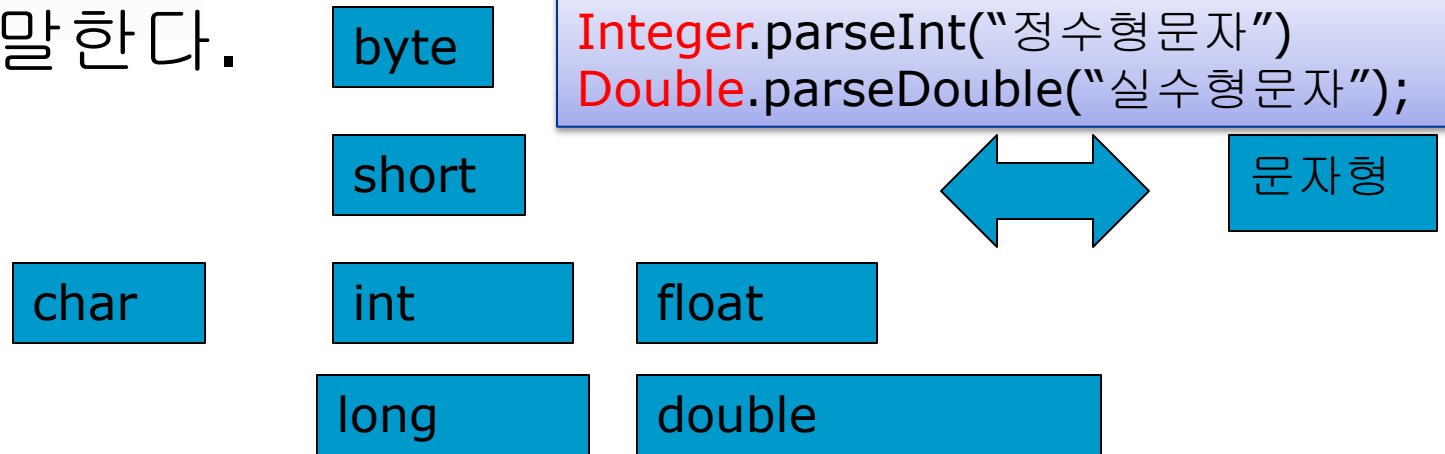 말한다.
byte
Integer.parseInt(“정수형문자”)
Double.parseDouble(“실수형문자”);
short
문자형
char
int
float
long
double